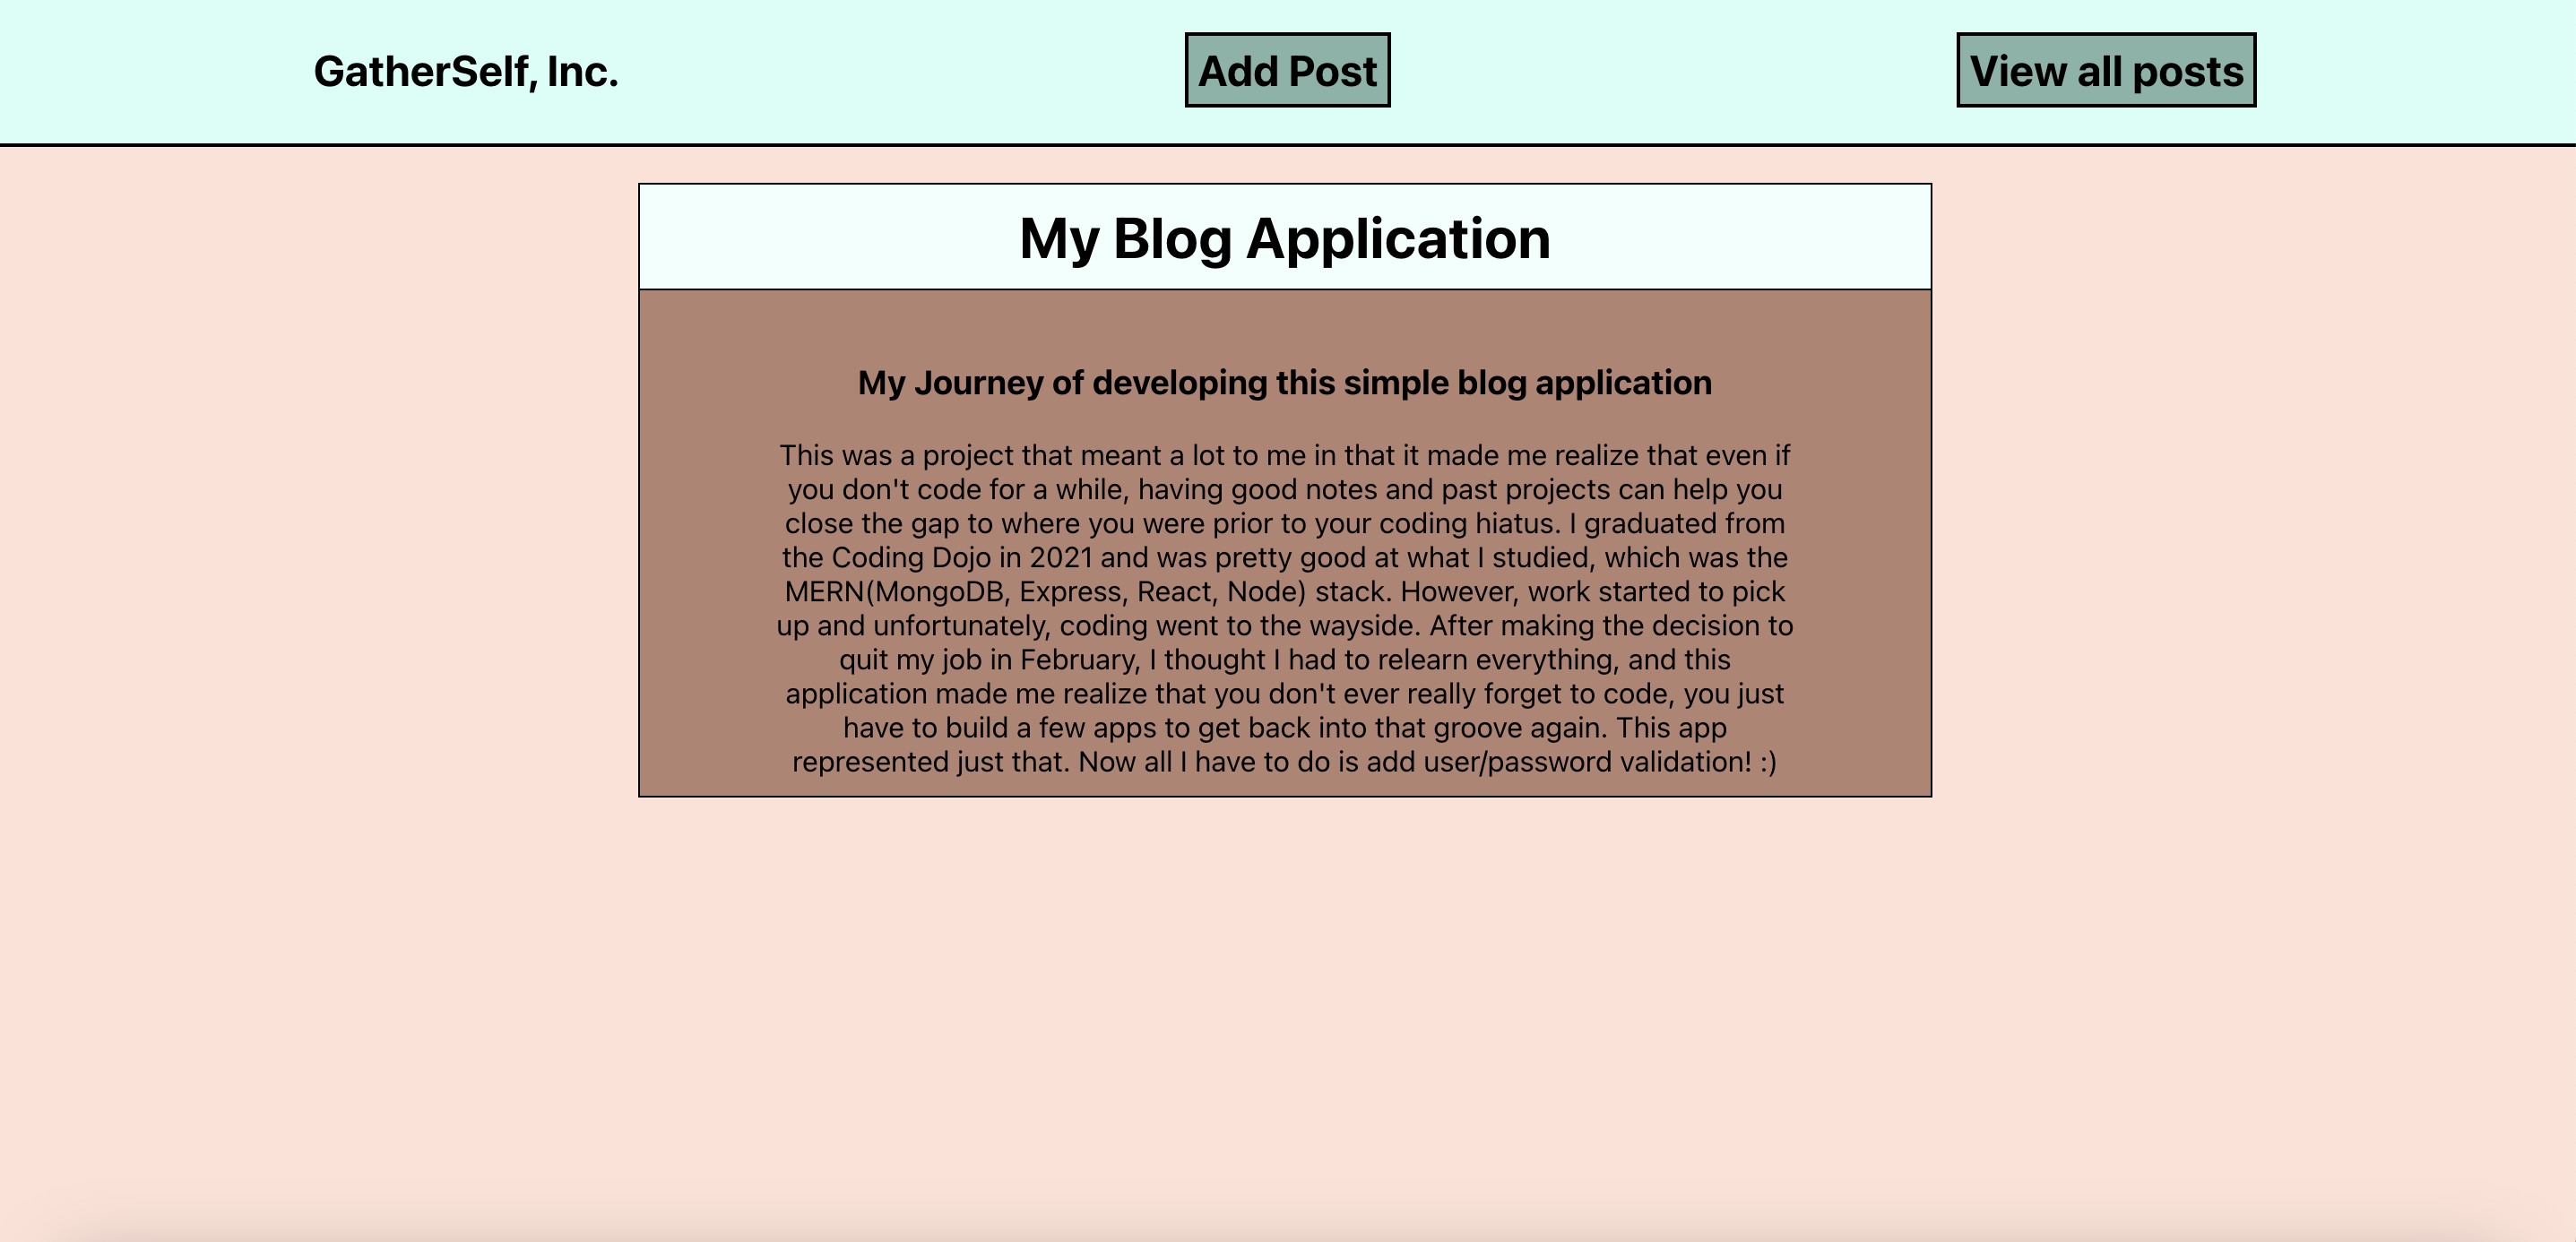 GatherSelf, Inc.
Add Post
View all posts
My Blog Application
My Journey of developing this simple blog application
This was a project that meant a lot to me in that it made me realize that even if
you don't code for a while, having good notes and past projects can help you
close the gap to where you were prior to your coding hiatus. I graduated from
the Coding Dojo in 2021 and was pretty good at what I studied, which was the
MERN(MongoDB, Express, React, Node) stack. However, work started to pick
up and unfortunately, coding went to the wayside. After making the decision to
quit my job in February, I thought I had to relearn everything, and this
application made me realize that you don't ever really forget to code, you just
have to build a few apps to get back into that groove again. This app
represented just that. Now all I have to do is add user/password validation! :)